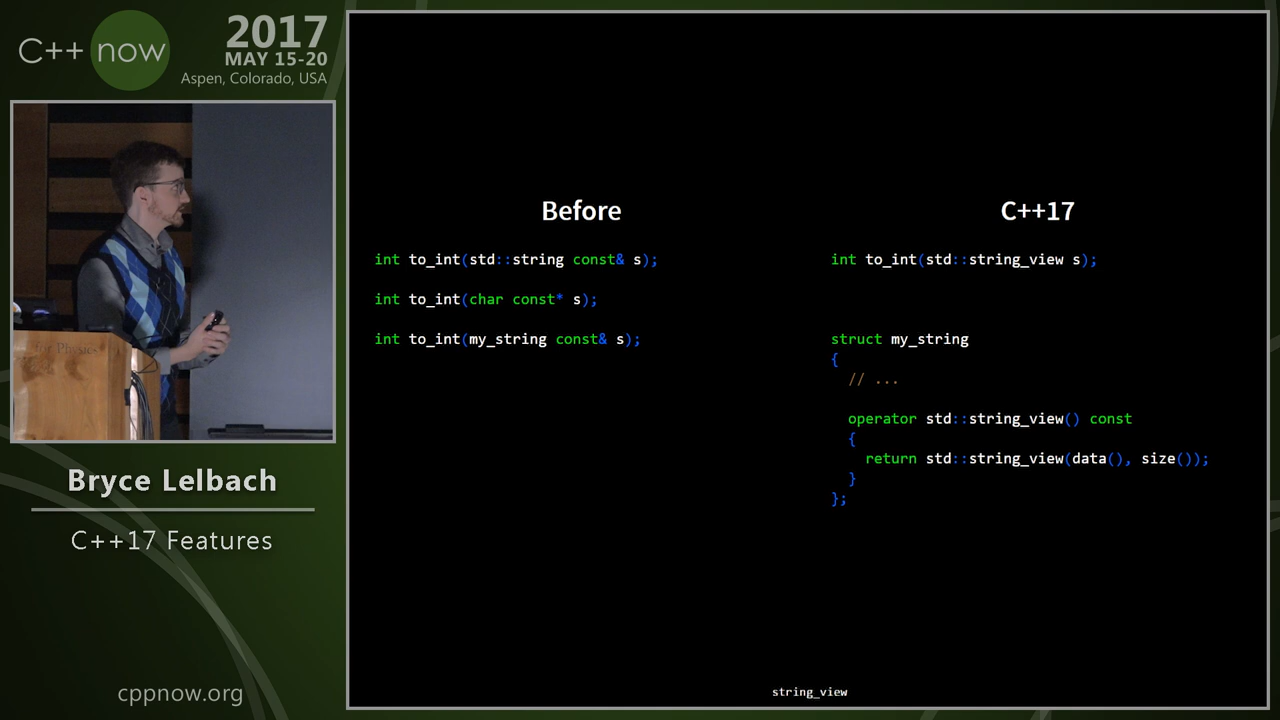 C++ now
2017
MAY 15-20
Aspen, Colorado, USA
for Physics
Bryce Lelbach
C++17 Features
cppnow.org
Before
int to_int(std::string const& s);
int to_int(char const* s);
int to_int(my_string const& s);
C++17
int to_int(std::string_view s);
struct my_string
{
// ...
operator std::string_view() const
{
return std::string_view(data(), size());
}
};
string_view